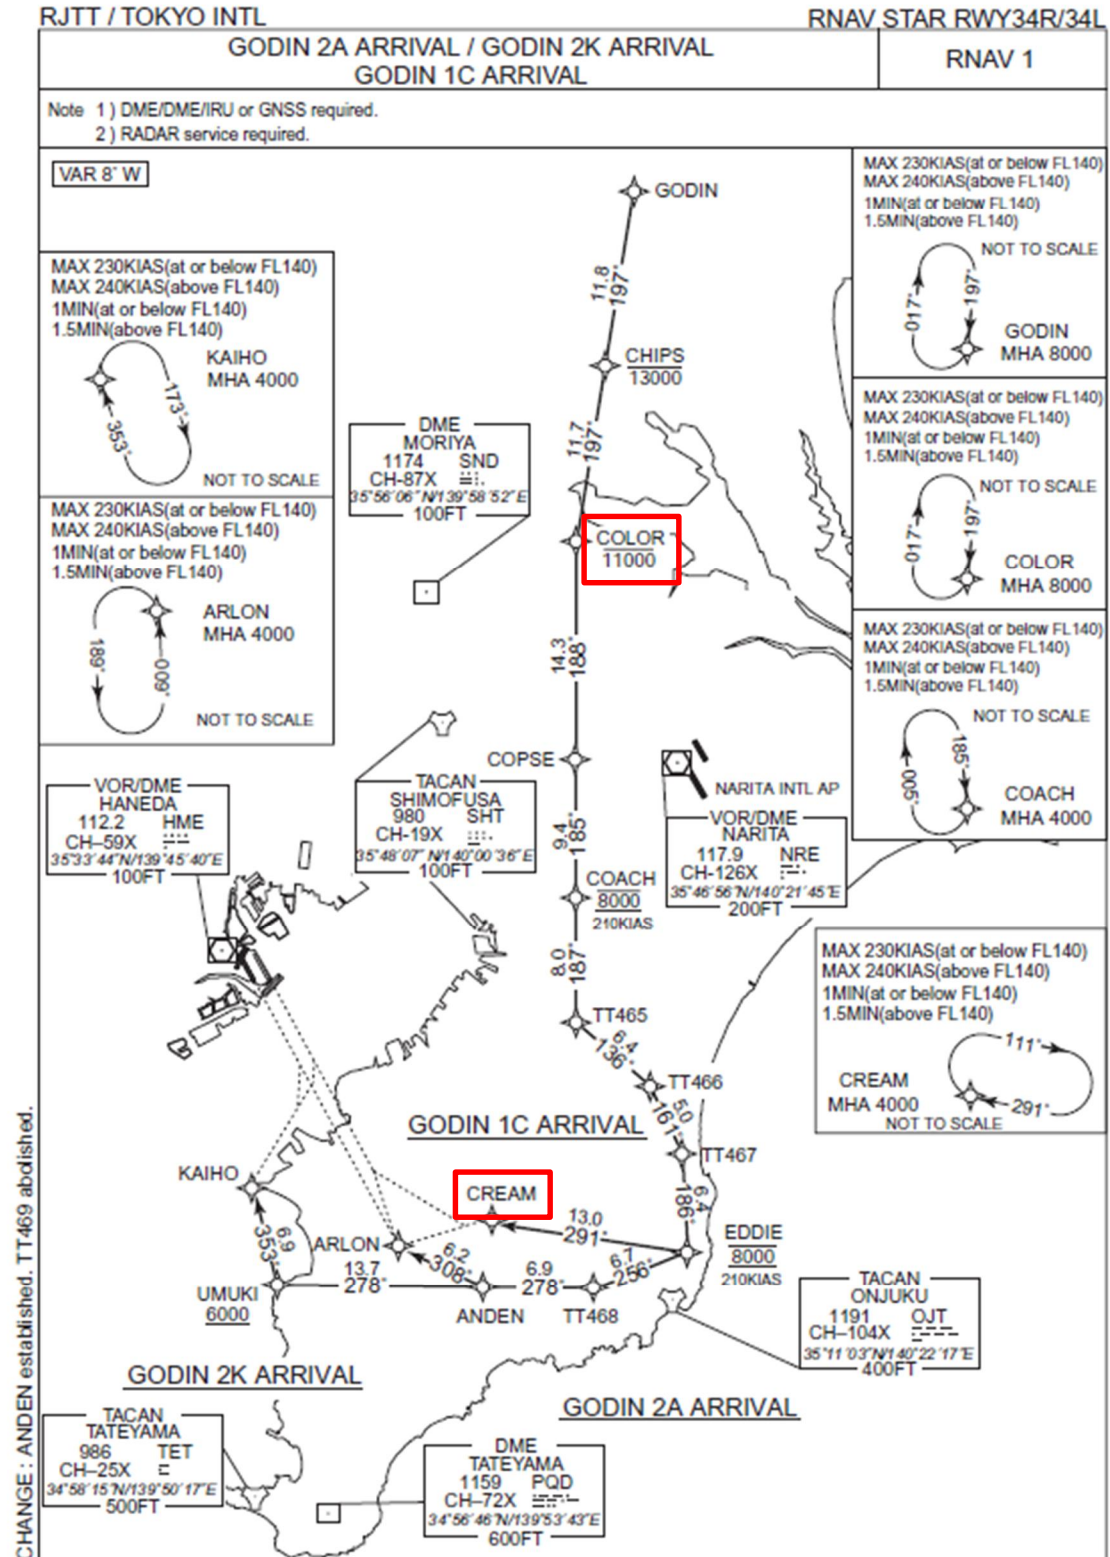 RJTT / TOKYO INTL
RNAV STAR RWY34R/34L
GODIN 2A ARRIVAL / GODIN 2K ARRIVAL
GODIN 1C ARRIVAL
RNAV 1
Note 1 ) DME/DME/IRU or GNSS required.
2 ) RADAR service required.
VAR 8° W
MAX 230KIAS(at or below FL140)
MAX 240KIAS(above FL140)
1MIN(at or below FL140)
1.5MIN(above FL140)
KAIHO
MHA 4000
173°
353°
NOT TO SCALE
MAX 230KIAS(at or below FL140)
MAX 240KIAS(above FL140)
1MIN(at or below FL140)
1.5MIN(above FL140)
ARLON
MHA 4000
189°
009°
NOT TO SCALE
MAX 230KIAS(at or below FL140)
MAX 240KIAS(above FL140)
1MIN(at or below FL140)
1.5MIN(above FL140)
NOT TO SCALE
017°
197°
GODIN
MHA 8000
MAX 230KIAS(at or below FL140)
MAX 240KIAS(above FL140)
1MIN(at or below FL140)
1.5MIN(above FL140)
NOT TO SCALE
017°
197°
COLOR
MHA 8000
MAX 230KIAS(at or below FL140)
MAX 240KIAS(above FL140)
1MIN(at or below FL140)
1.5MIN(above FL140)
NOT TO SCALE
005°
185°
COACH
MHA 4000
MAX 230KIAS(at or below FL140)
MAX 240KIAS(above FL140)
1MIN(at or below FL140)
1.5MIN(above FL140)
111°
291°
CREAM
MHA 4000
NOT TO SCALE
GODIN
11.8
197°
CHIPS
13000
11.7
197°
COLOR
11000
14.3
188°
COPSE
9.4
185°
COACH
8000
210KIAS
8.0
187°
TT465
6.4
136°
TT466
5.0
161°
TT467
6.4
186°
EDDIE
8000
210KIAS
13.0
291°
CREAM
6.7
256°
TT468
6.9
278°
ANDEN
6.2
308°
ARLON
13.7
278°
UMUKI
6000
6.9
353°
KAIHO
DME
MORIYA
1174 SND
CH-87X
35°56′06″N/139°58′52″E
100FT
VOR/DME
HANEDA
112.2 HME
CH–59X
35°33′44″N/139°45′40″E
100FT
TACAN
SHIMOFUSA
980 SHT
CH-19X
35°48′07″N/140°00′36″E
100FT
NARITA INTL AP
VOR/DME
NARITA
117.9 NRE
CH-126X
35°46′56″N/140°21′45″E
200FT
TACAN
ONJUKU
1191 OJT
CH–104X
35°11′03″N/140°22′17″E
400FT
GODIN 1C ARRIVAL
GODIN 2K ARRIVAL
GODIN 2A ARRIVAL
TACAN
TATEYAMA
986 TET
CH–25X
34°58′15″N/139°50′17″E
500FT
DME
TATEYAMA
1159 PQD
CH–72X
34°56′46″N/139°53′43″E
600FT
CHANGE : ANDEN established. TT469 abolished.